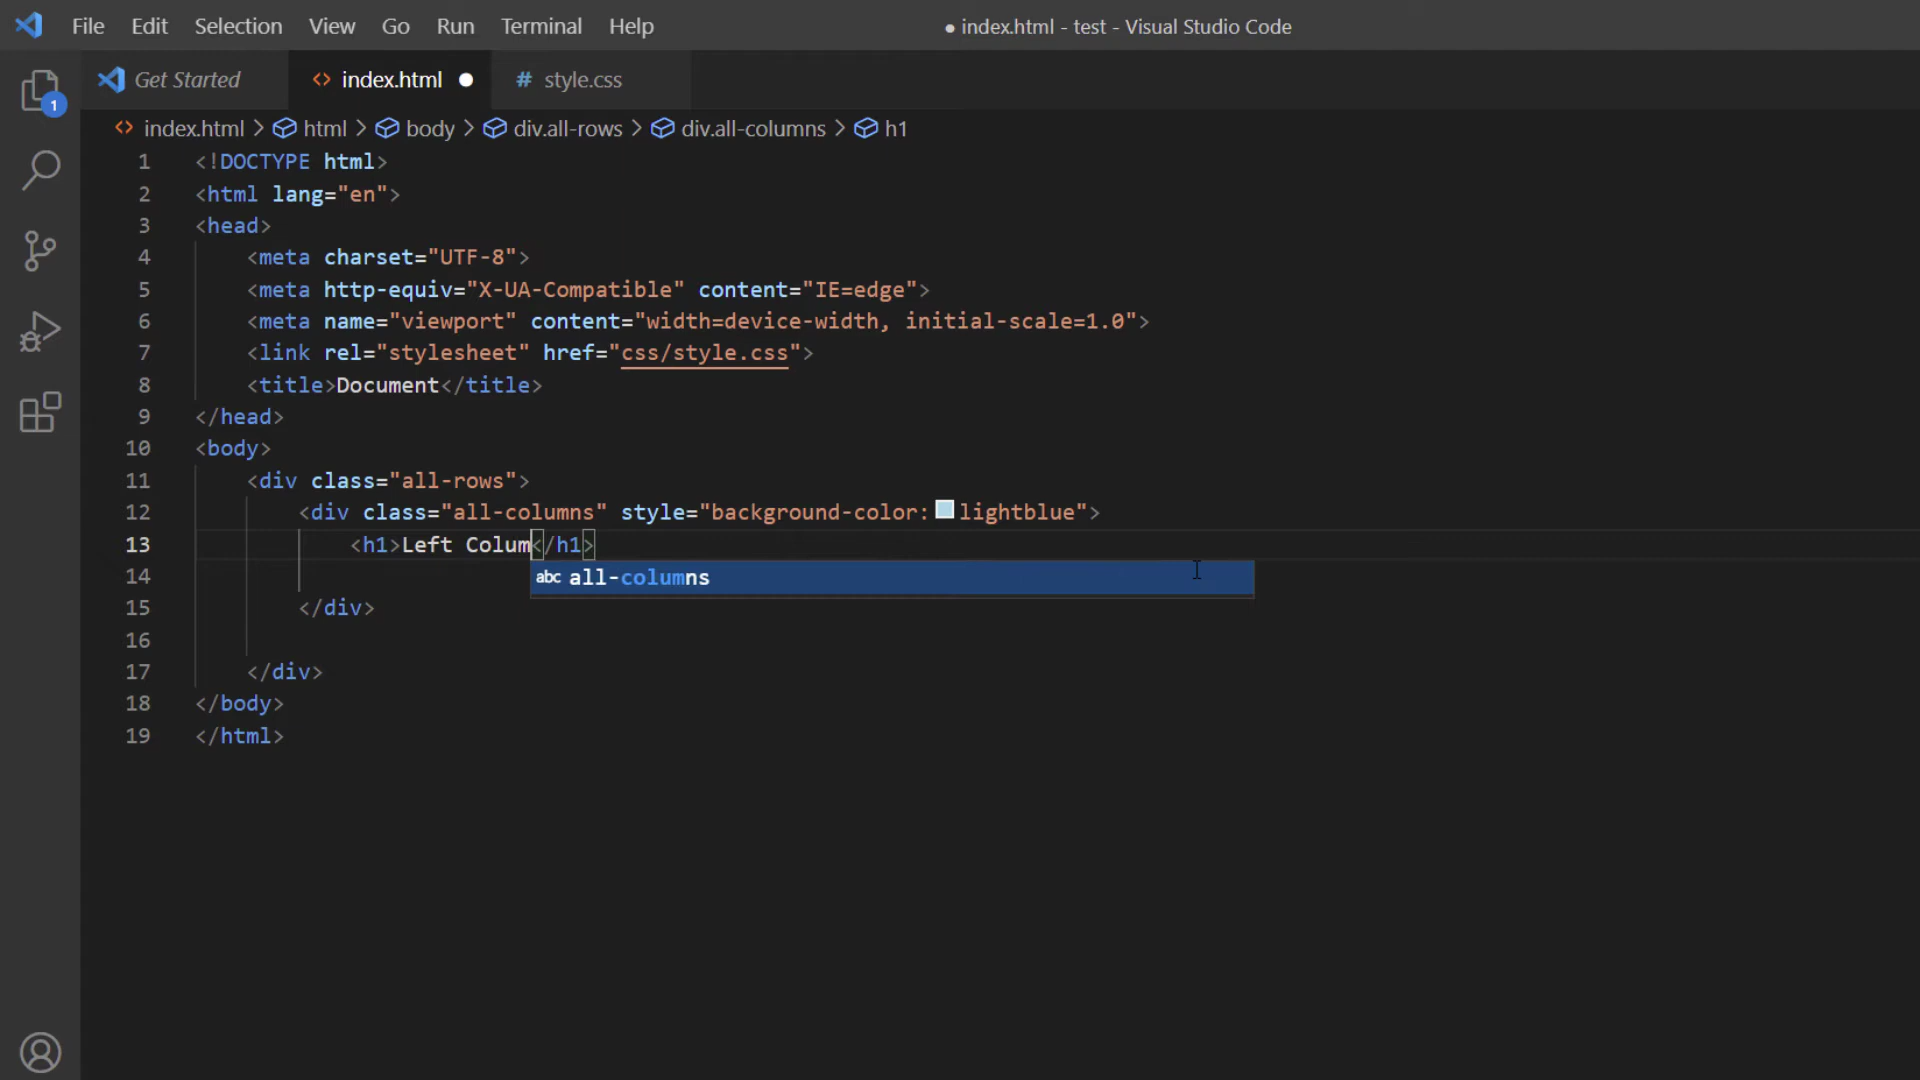 File Edit Selection View Go Run Terminal Help ● index.html - test - Visual Studio Code
Get Started <> index.html ● # style.css
1
<> index.html > html > body > div.all-rows > div.all-columns > h1
1 <!DOCTYPE html>
2 <html lang="en">
3 <head>
4     <meta charset="UTF-8">
5     <meta http-equiv="X-UA-Compatible" content="IE=edge">
6     <meta name="viewport" content="width=device-width, initial-scale=1.0">
7     <link rel="stylesheet" href="css/style.css">
8     <title>Document</title>
9 </head>
10 <body>
11     <div class="all-rows">
12         <div class="all-columns" style="background-color:lightblue">
13             <h1>Left Colum</h1>
14 abc all-columns
15         </div>
16
17     </div>
18 </body>
19 </html>